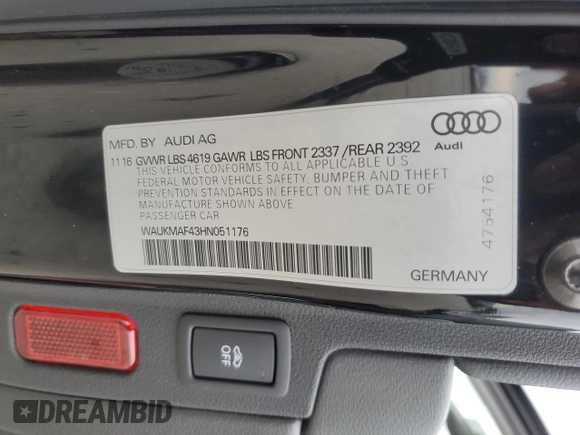 MFD. BY AUDI AG
Audi
11 16 GVWR LBS 4619 GAWR LBS FRONT 2337 / REAR 2392
THIS VEHICLE CONFORMS TO ALL APPLICABLE U S
FEDERAL MOTOR VEHICLE SAFETY, BUMPER AND THEFT
PREVENTION STANDARDS IN EFFECT ON THE DATE OF
MANUFACTURE SHOWN ABOVE
PASSENGER CAR
WAUKMAF43HN051176
4754176
GERMANY
OFF
DREAMBID